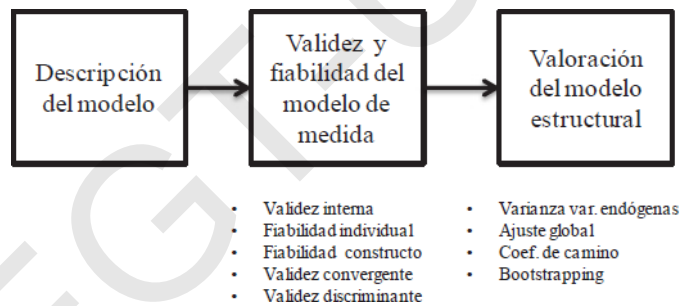 Descripción
del modelo
Validez y
fiabilidad del
modelo de
medida
Valoración
del modelo
estructural
• Validez interna
• Fiabilidad individual
• Fiabilidad constructo
• Validez convergente
• Validez discriminante
• Varianza var. endógenas
• Ajuste global
• Coef. de camino
• Bootstrapping